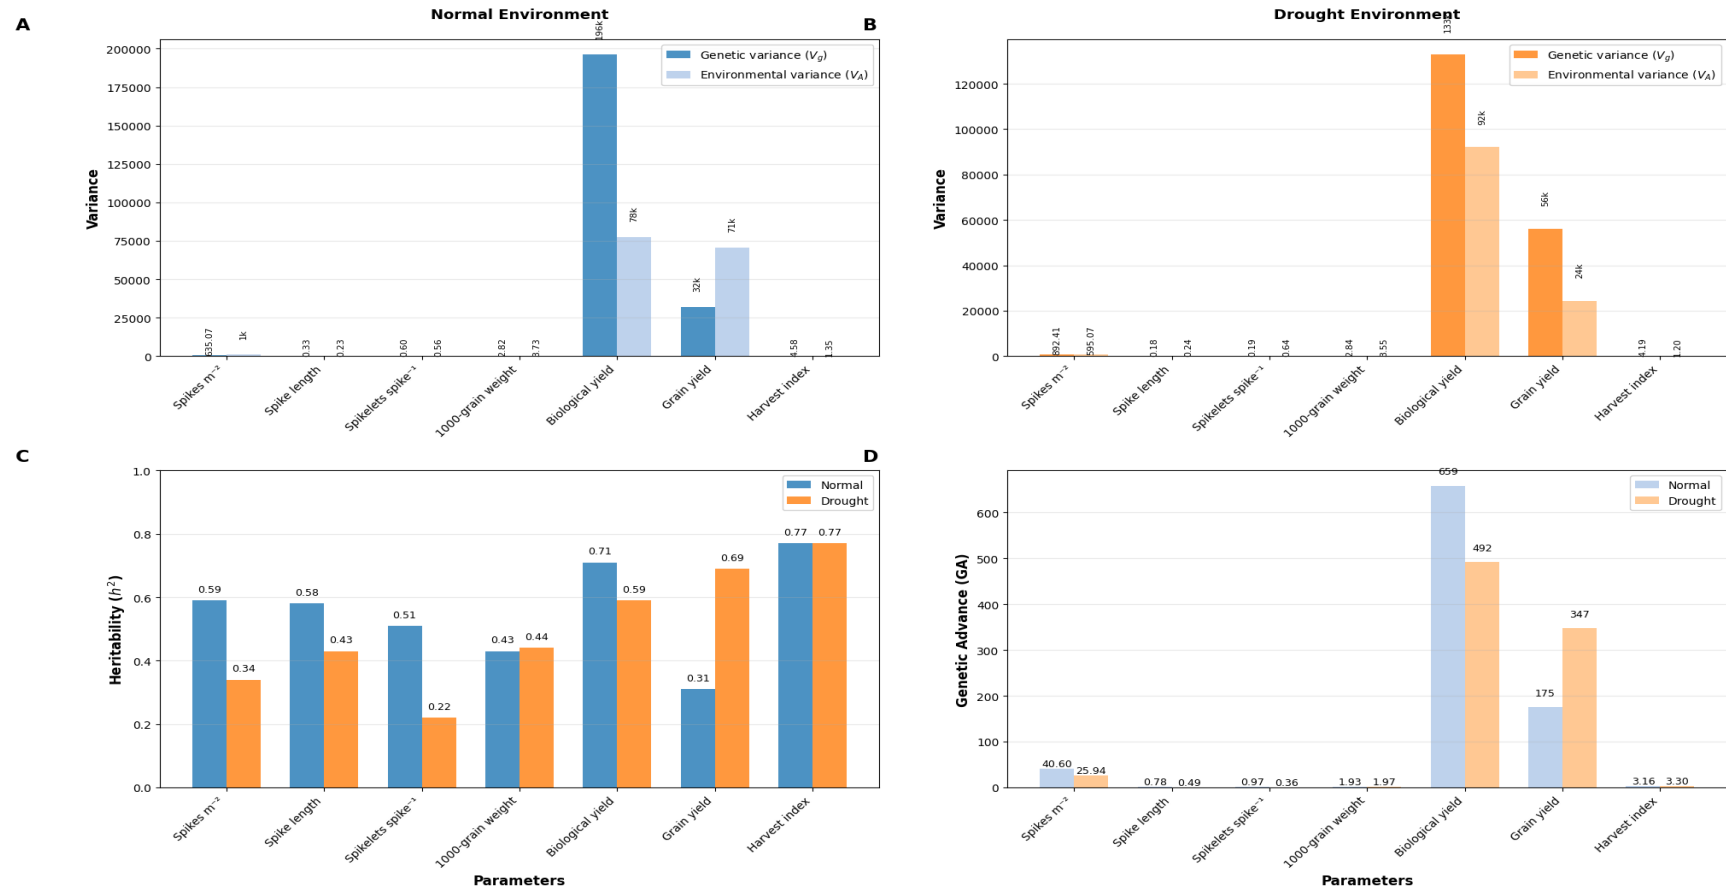 A
Normal Environment
200000
175000
150000
125000
100000
75000
50000
25000
0
Variance
Genetic variance (Vg)
Environmental variance (VA)
635.07
1k
0.33
0.23
0.60
0.56
2.82
3.73
196k
78k
32k
71k
4.58
1.35
Spikes m⁻²
Spike length
Spikelets spike⁻¹
1000-grain weight
Biological yield
Grain yield
Harvest index
B
Drought Environment
120000
100000
80000
60000
40000
20000
0
Variance
Genetic variance (Vg)
Environmental variance (VA)
892.41
595.07
0.18
0.24
0.19
0.64
2.84
3.55
133k
92k
56k
24k
4.19
1.20
Spikes m⁻²
Spike length
Spikelets spike⁻¹
1000-grain weight
Biological yield
Grain yield
Harvest index
C
1.0
0.8
0.6
0.4
0.2
0.0
Heritability (h²)
Normal
Drought
0.59
0.34
0.58
0.43
0.51
0.22
0.43
0.44
0.71
0.59
0.31
0.69
0.77
0.77
Spikes m⁻²
Spike length
Spikelets spike⁻¹
1000-grain weight
Biological yield
Grain yield
Harvest index
Parameters
D
600
500
400
300
200
100
0
Genetic Advance (GA)
Normal
Drought
40.60
25.94
0.78
0.49
0.97
0.36
1.93
1.97
659
492
175
347
3.16
3.30
Spikes m⁻²
Spike length
Spikelets spike⁻¹
1000-grain weight
Biological yield
Grain yield
Harvest index
Parameters